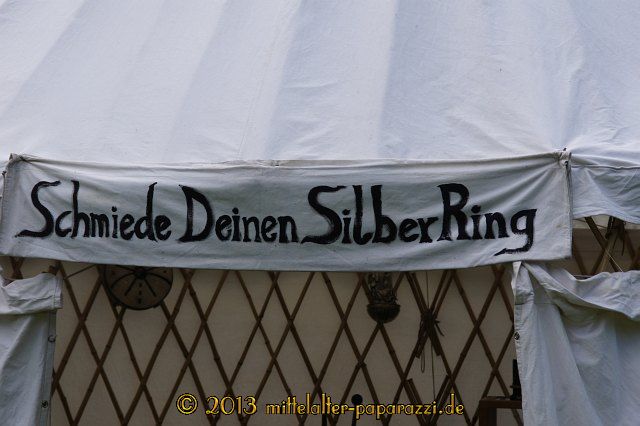 Schmiede Deinen SilberRing
© 2013 mittelalter-paparazzi.de